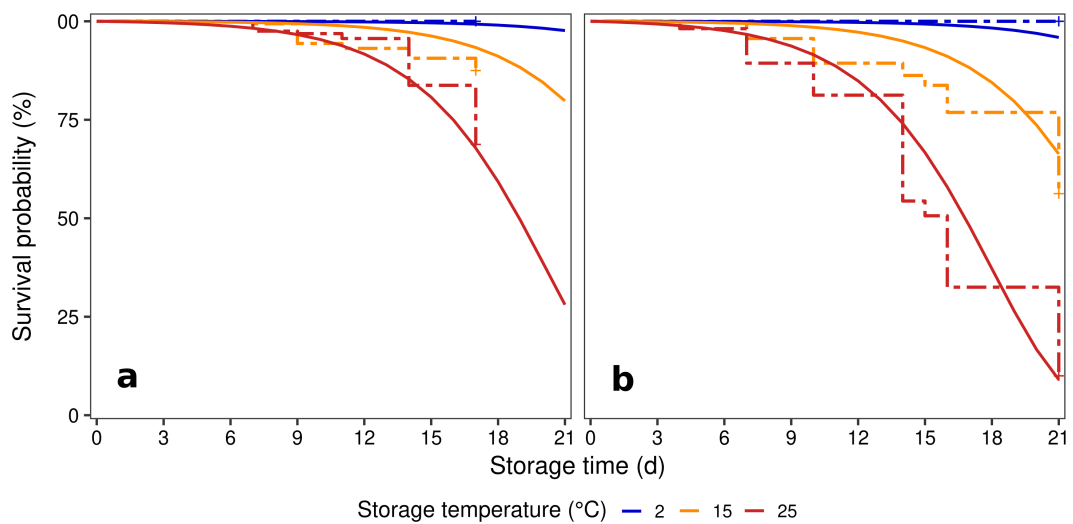 Survival probability (%)
00
75
50
25
0
a
b
0 3 6 9 12 15 18 21
0 3 6 9 12 15 18 21
Storage time (d)
Storage temperature (°C) 2 15 25